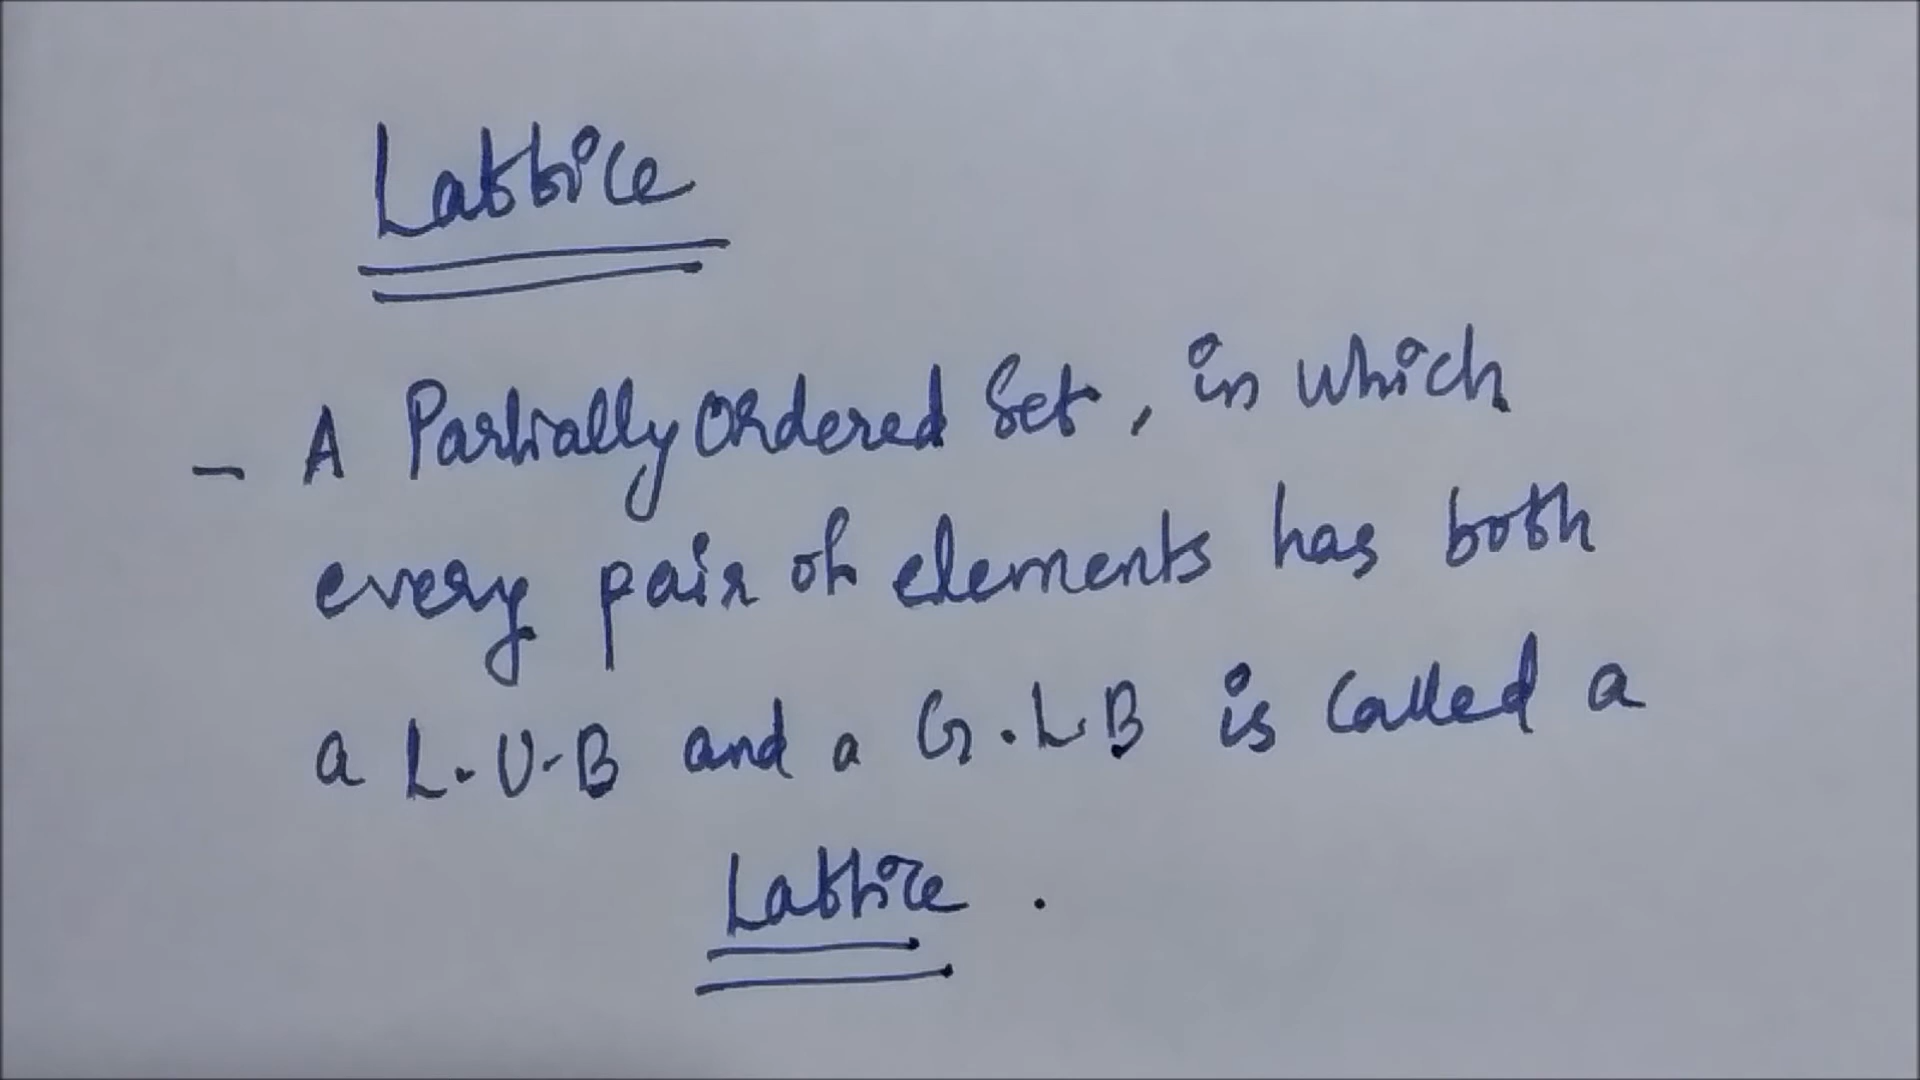 Lattice
- A Partially Ordered Set, in which
every pair of elements has both
a L.U.B and a G.L.B is called a
Lattice.